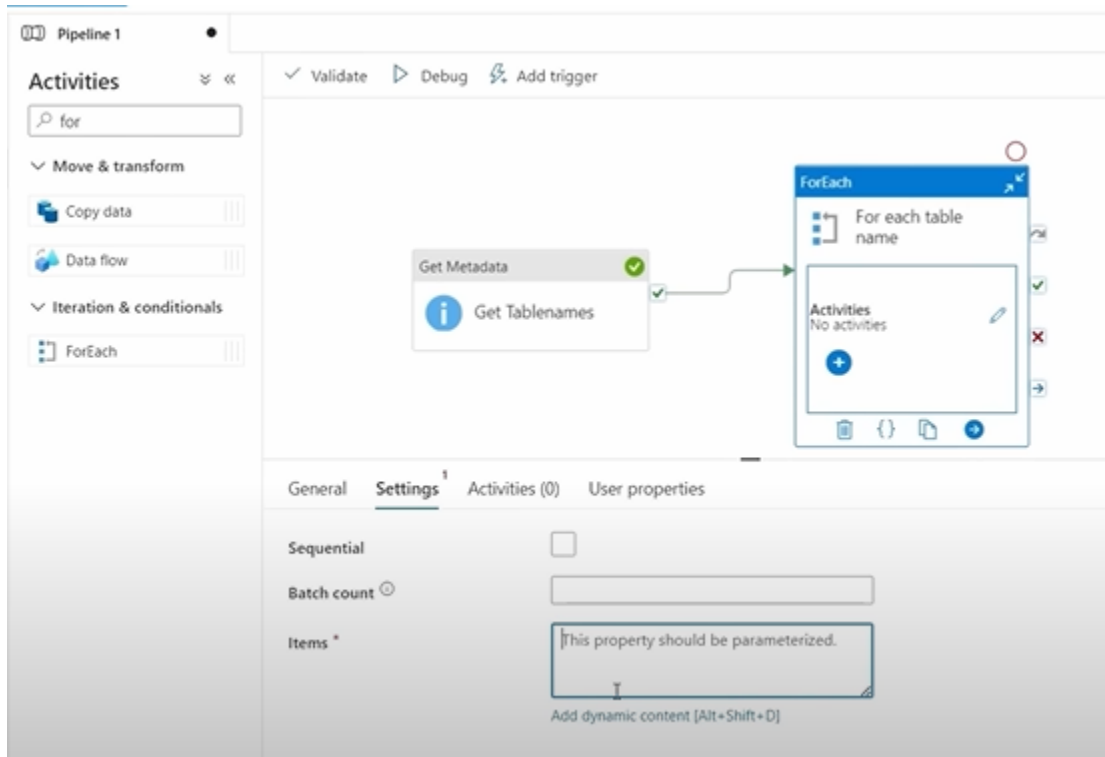 Pipeline 1
Activities
for
Move & transform
Copy data
Data flow
Iteration & conditionals
ForEach
Validate
Debug
Add trigger
Get Metadata
Get Tablenames
ForEach
For each table
name
Activities
No activities
General
Settings
1
Activities (0)
User properties
Sequential
Batch count
Items *
This property should be parameterized.
Add dynamic content [Alt+Shift+D]